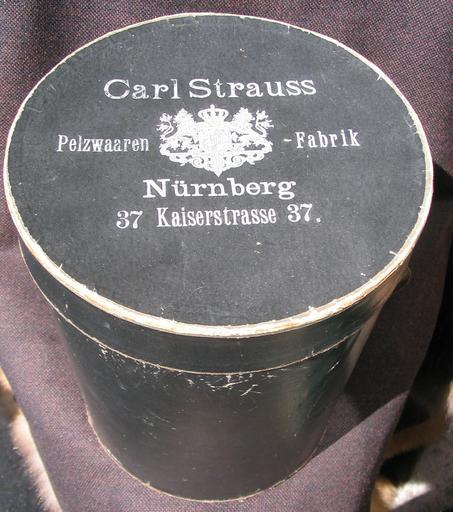 Carl Strauss
Pelzwaaren -Fabrik
Nürnberg
37 Kaiserstrasse 37.